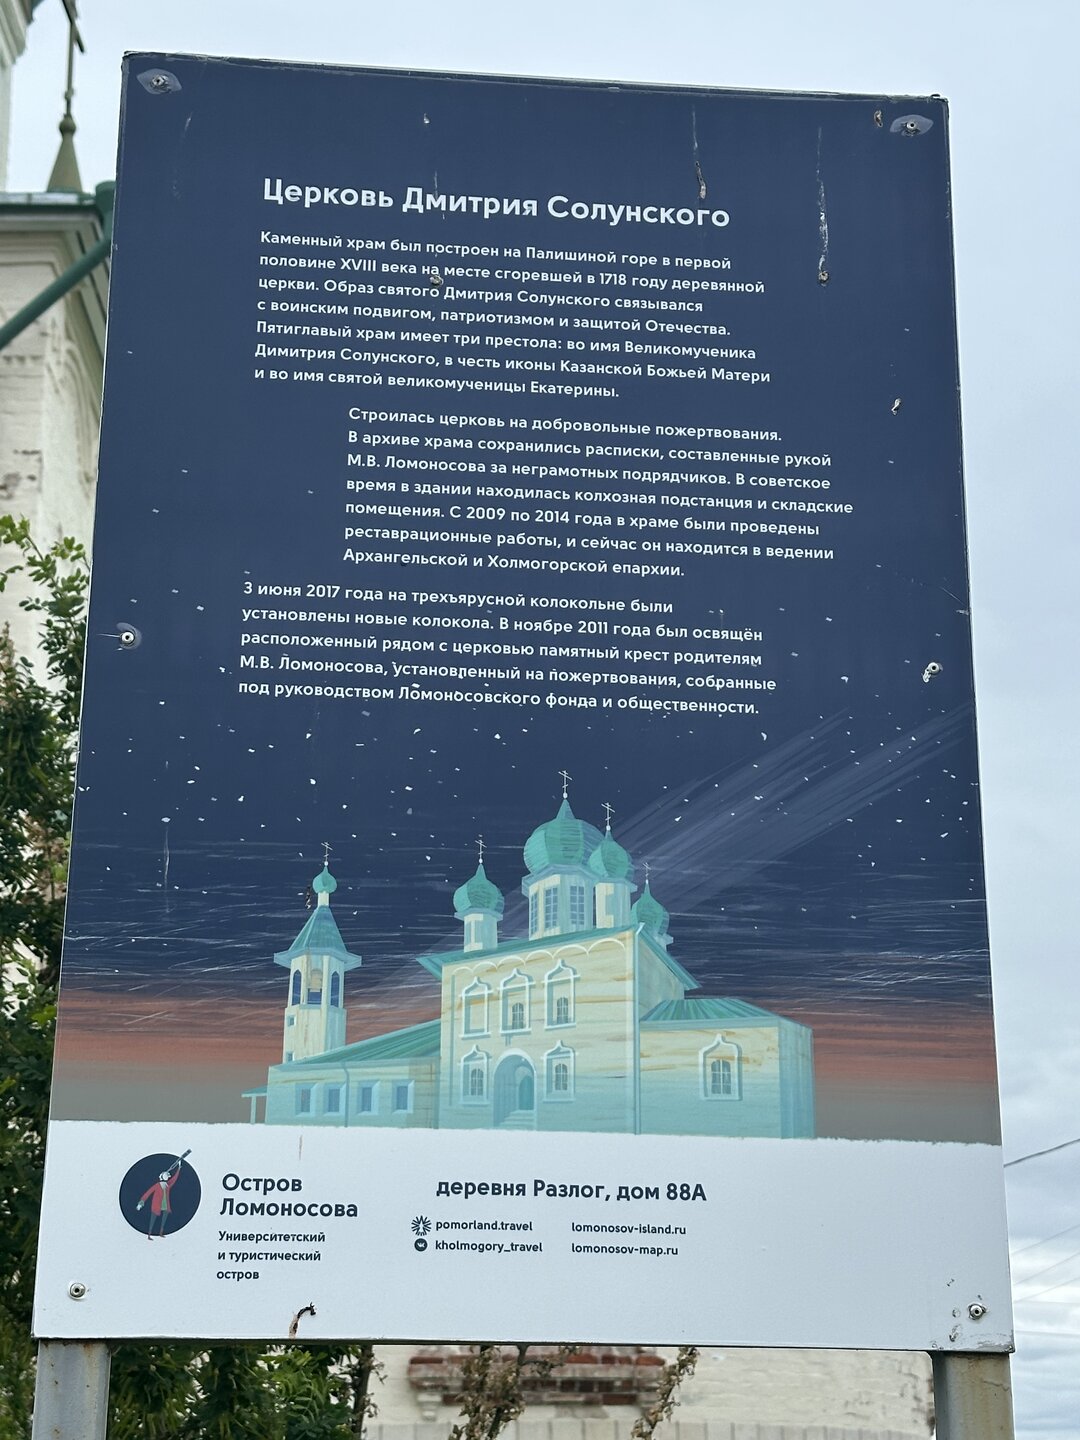 Церковь Дмитрия Солунского
Каменный храм был построен на Палишиной горе в первой
половине XVIII века на месте сгоревшей в 1718 году деревянной
церкви. Образ святого Дмитрия Солунского связывался
с воинским подвигом, патриотизмом и защитой Отечества.
Пятиглавый храм имеет три престола: во имя Великомученика
Димитрия Солунского, в честь иконы Казанской Божьей Матери
и во имя святой великомученицы Екатерины.
Строилась церковь на добровольные пожертвования.
В архиве храма сохранились расписки, составленные рукой
М.В. Ломоносова за неграмотных подрядчиков. В советское
время в здании находилась колхозная подстанция и складские
помещения. С 2009 по 2014 года в храме были проведены
реставрационные работы, и сейчас он находится в ведении
Архангельской и Холмогорской епархии.
3 июня 2017 года на трехъярусной колокольне были
установлены новые колокола. В ноябре 2011 года был освящён
расположенный рядом с церковью памятный крест родителям
М.В. Ломоносова, установленный на пожертвования, собранные
под руководством Ломоносовского фонда и общественности.
Остров
Ломоносова
Университетский
и туристический
остров
деревня Разлог, дом 88А
pomorland.travel
kholmogory_travel
lomonosov-island.ru
lomonosov-map.ru